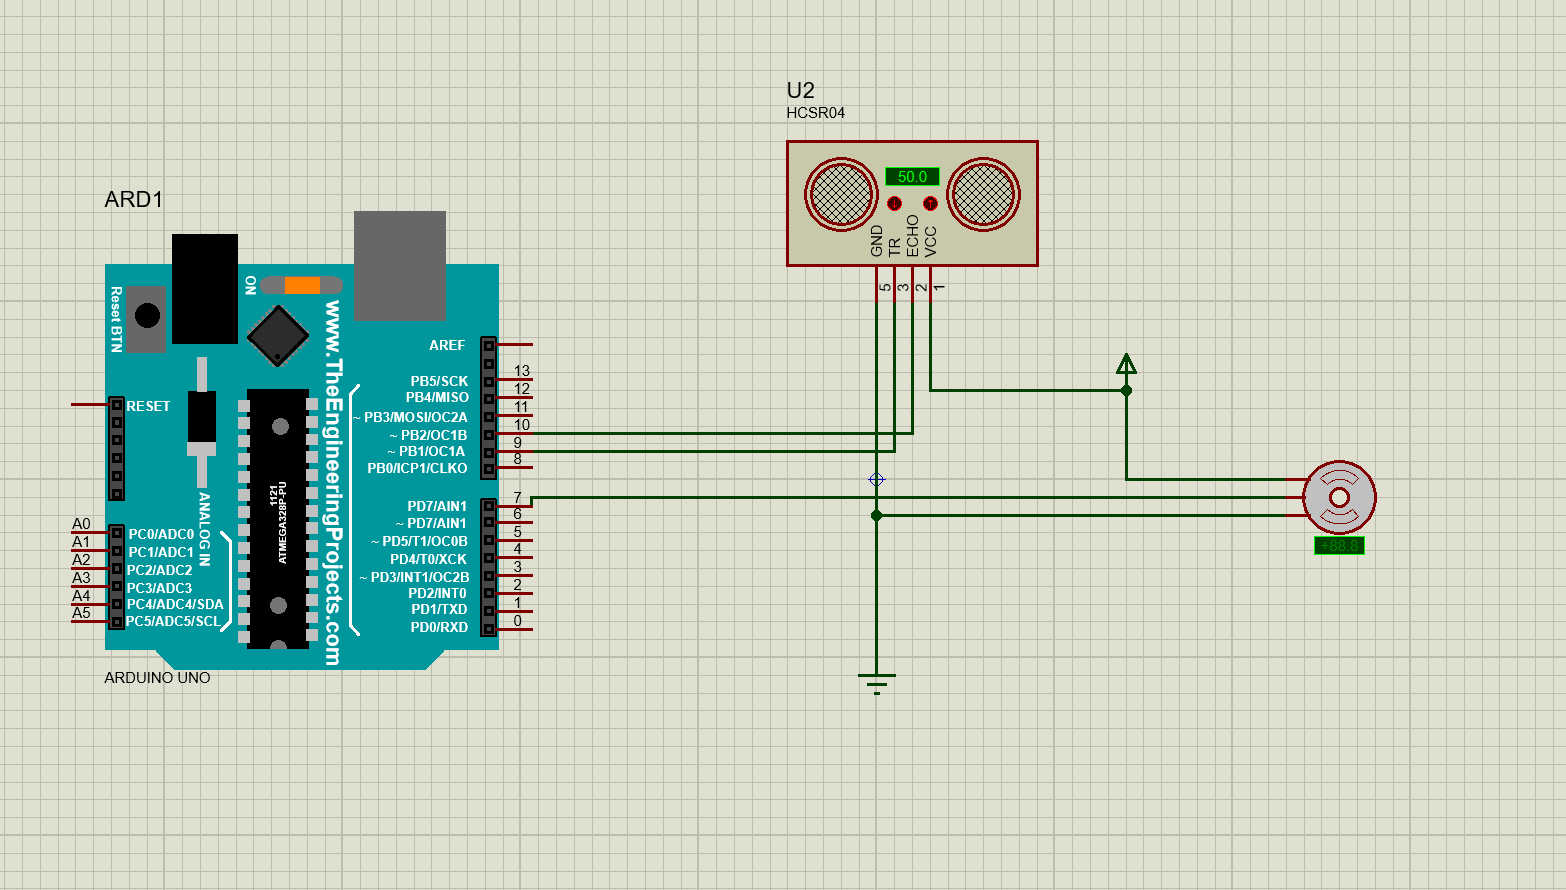 U2
HCSR04
50.0
GND
TR
ECHO
VCC
5
3
2
1
ARD1
Reset BTN
ON
www.TheEngineeringProjects.com
AREF
PB5/SCK 13
PB4/MISO 12
~ PB3/MOSI/OC2A 11
~ PB2/OC1B 10
~ PB1/OC1A 9
PB0/ICP1/CLKO 8
RESET
1121
ATMEGA328P-PU
ANALOG IN
PD7/AIN1 7
~ PD7/AIN1 6
~ PD5/T1/OC0B 5
PD4/T0/XCK 4
~ PD3/INT1/OC2B 3
PD2/INT0 2
PD1/TXD 1
PD0/RXD 0
A0 PC0/ADC0
A1 PC1/ADC1
A2 PC2/ADC2
A3 PC3/ADC3
A4 PC4/ADC4/SDA
A5 PC5/ADC5/SCL
+88.8
ARDUINO UNO